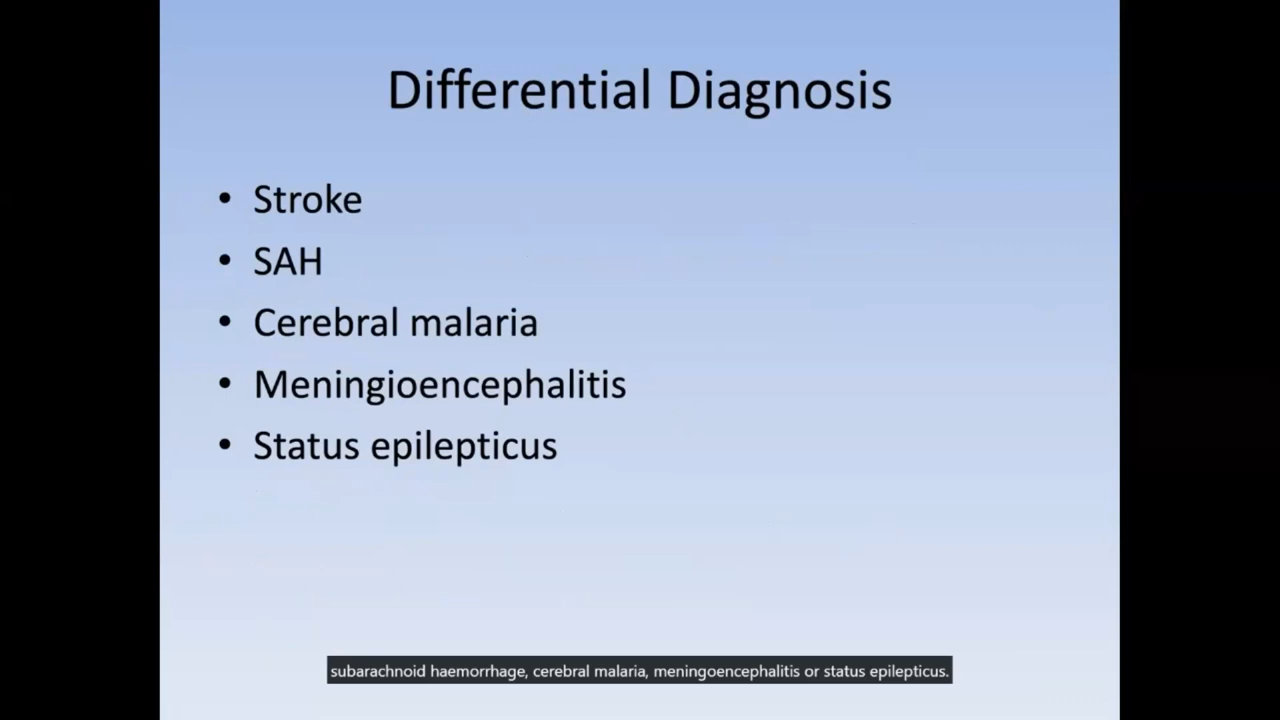 Differential Diagnosis
• Stroke
• SAH
• Cerebral malaria
• Meningioencephalitis
• Status epilepticus
subarachnoid haemorrhage, cerebral malaria, meningoencephalitis or status epilepticus.